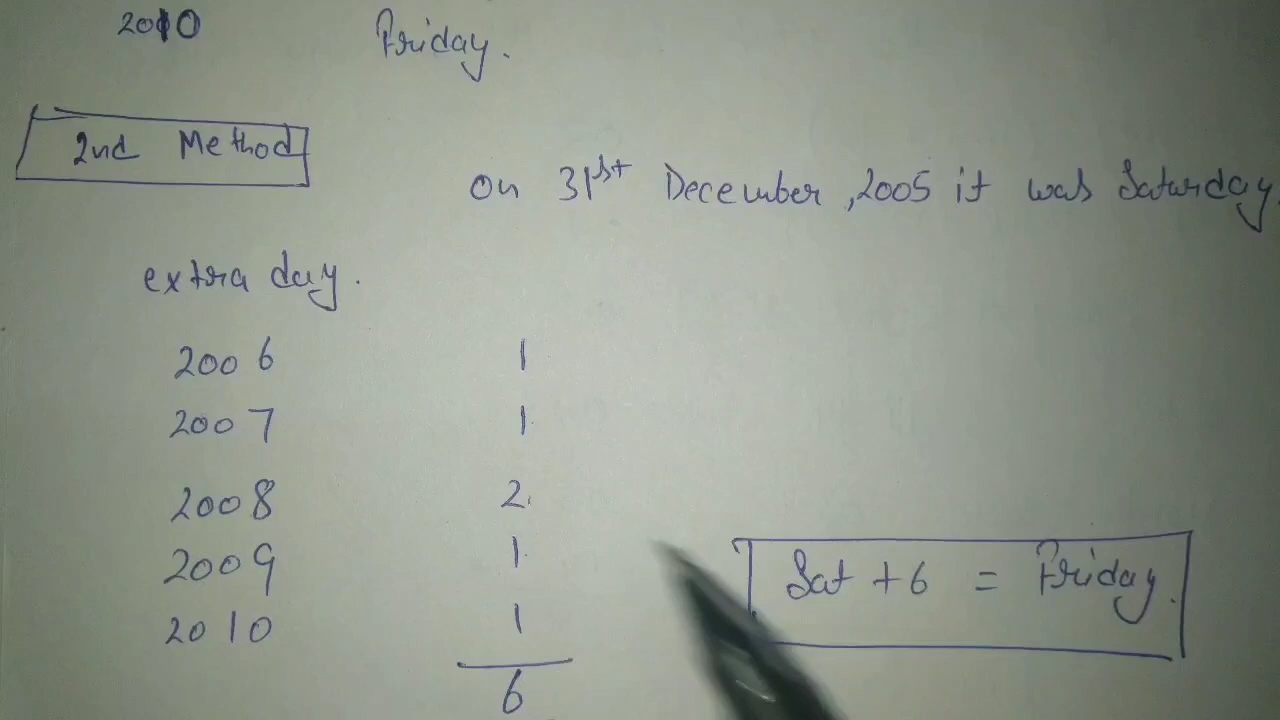 2010 Friday.
2nd Method
On 31st December, 2005 it was Saturday.
extra day.
2006 1
2007 1
2008 2.
2009 1.
2010 1
6
Sat + 6 = Friday.